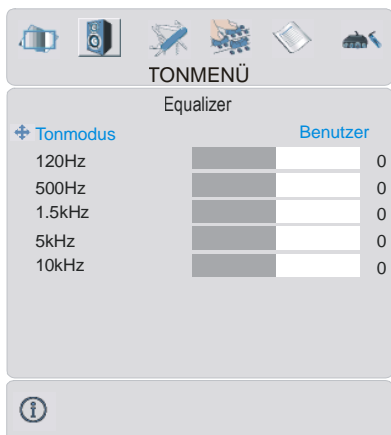 TONMENÜ
Equalizer
Tonmodus Benutzer
120Hz 0
500Hz 0
1.5kHz 0
5kHz 0
10kHz 0